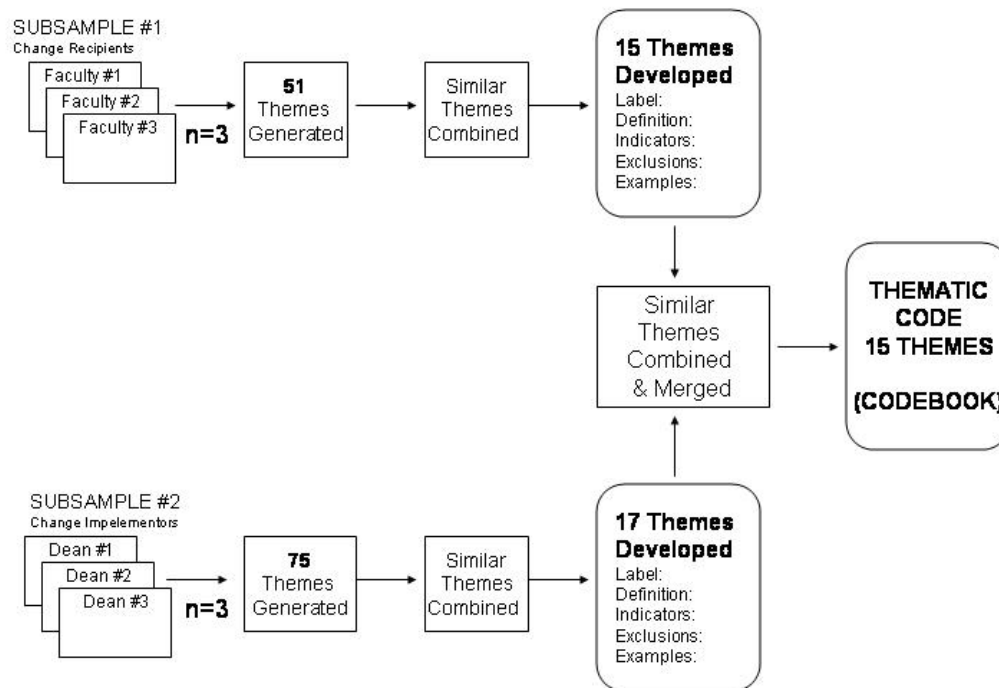 SUBSAMPLE #1
Change Recipients
Faculty #1
Faculty #2
Faculty #3
n=3
51
Themes
Generated
Similar
Themes
Combined
15 Themes
Developed
Label:
Definition:
Indicators:
Exclusions:
Examples:
Similar
Themes
Combined
& Merged
THEMATIC
CODE
15 THEMES
(CODEBOOK)
SUBSAMPLE #2
Change Impelementors
Dean #1
Dean #2
Dean #3
n=3
75
Themes
Generated
Similar
Themes
Combined
17 Themes
Developed
Label:
Definition:
Indicators:
Exclusions:
Examples: